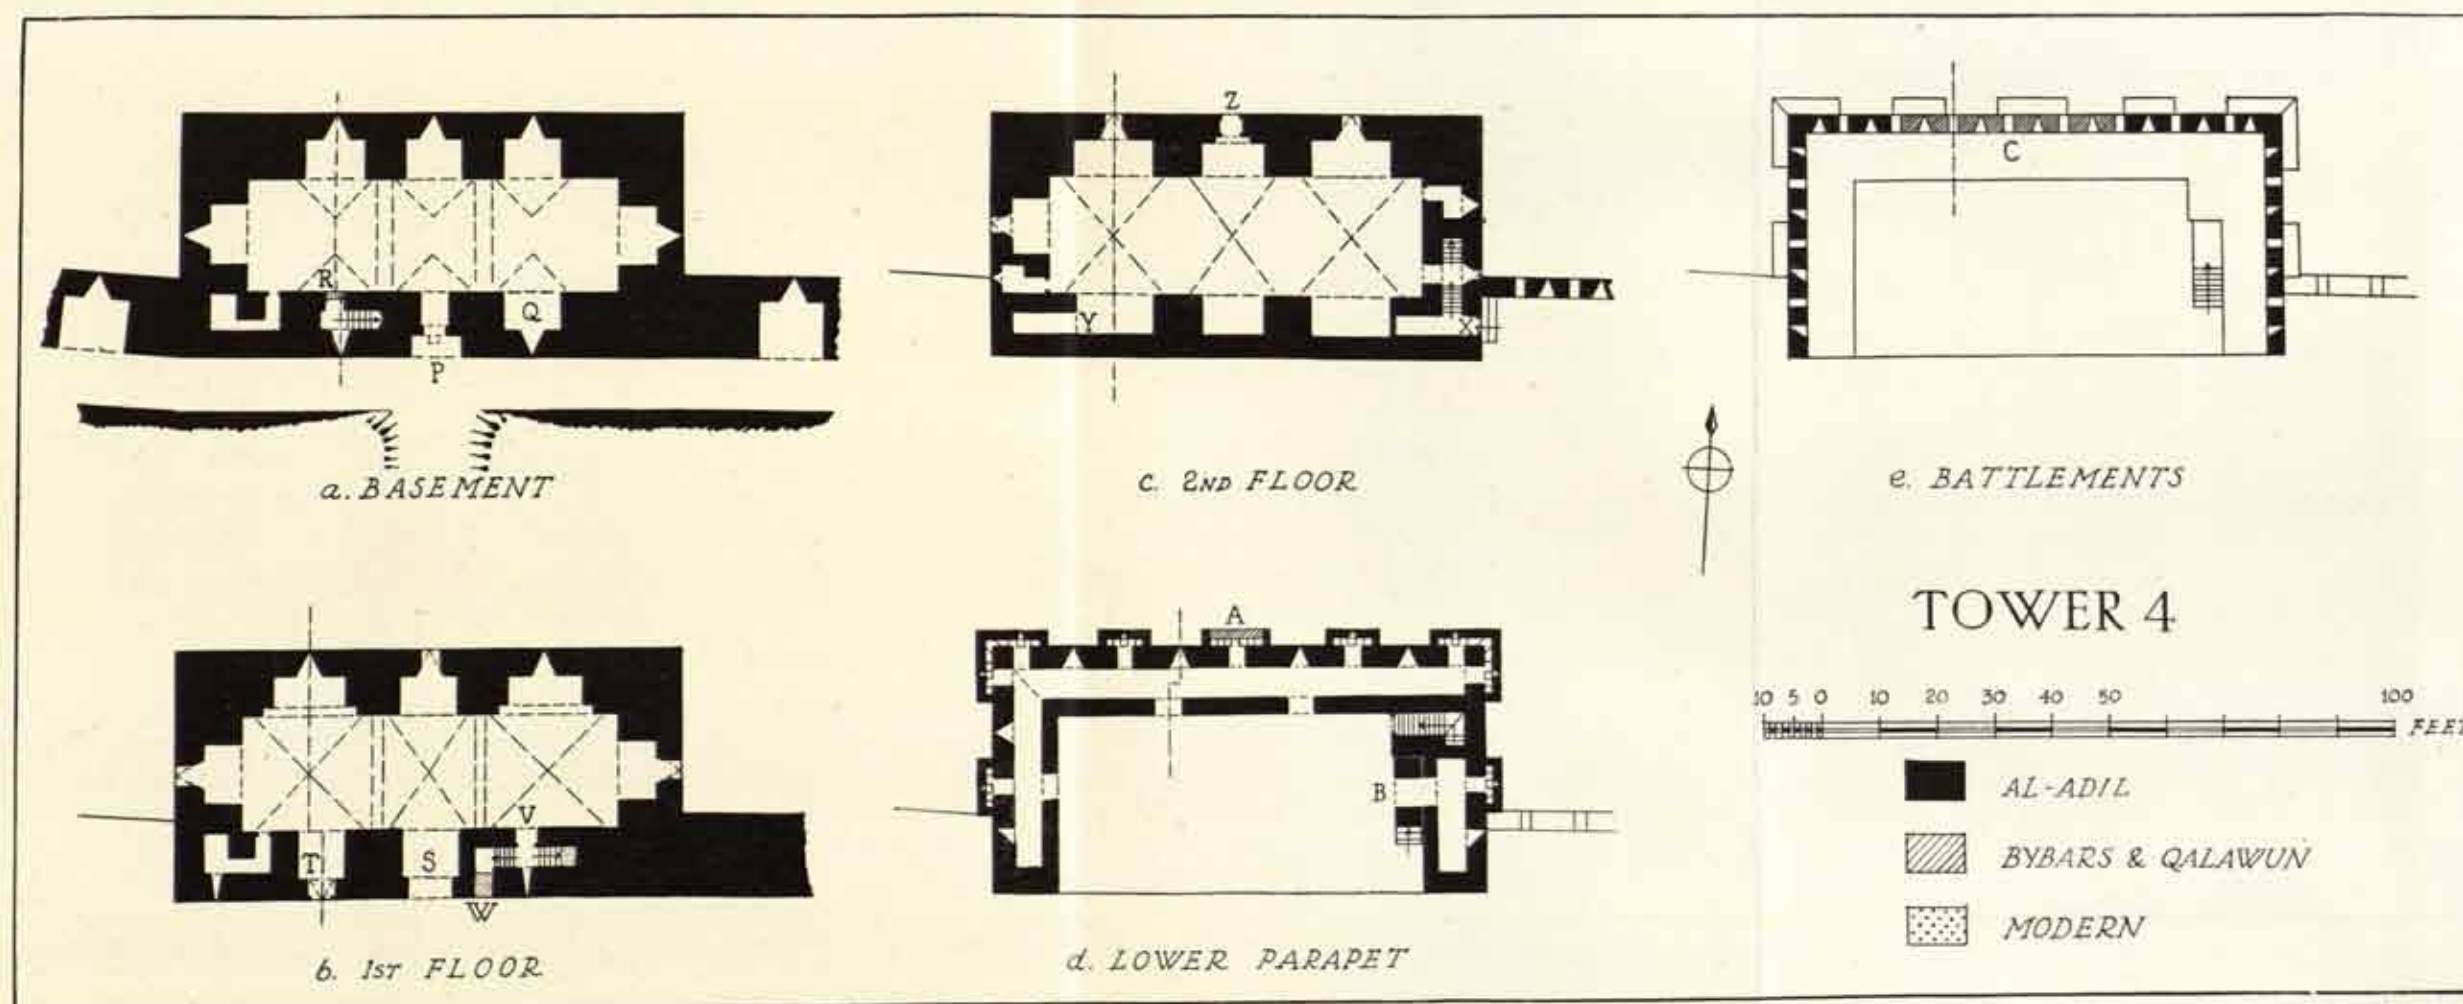 R
Q
P
a. BASEMENT
Z
Y
X
c. 2ND FLOOR
C
e. BATTLEMENTS
V
T
S
W
b. 1ST FLOOR
A
B
d. LOWER PARAPET
TOWER 4
10 5 0 10 20 30 40 50 100
FEET
AL-ADIL
BYBARS & QALAWUN
MODERN